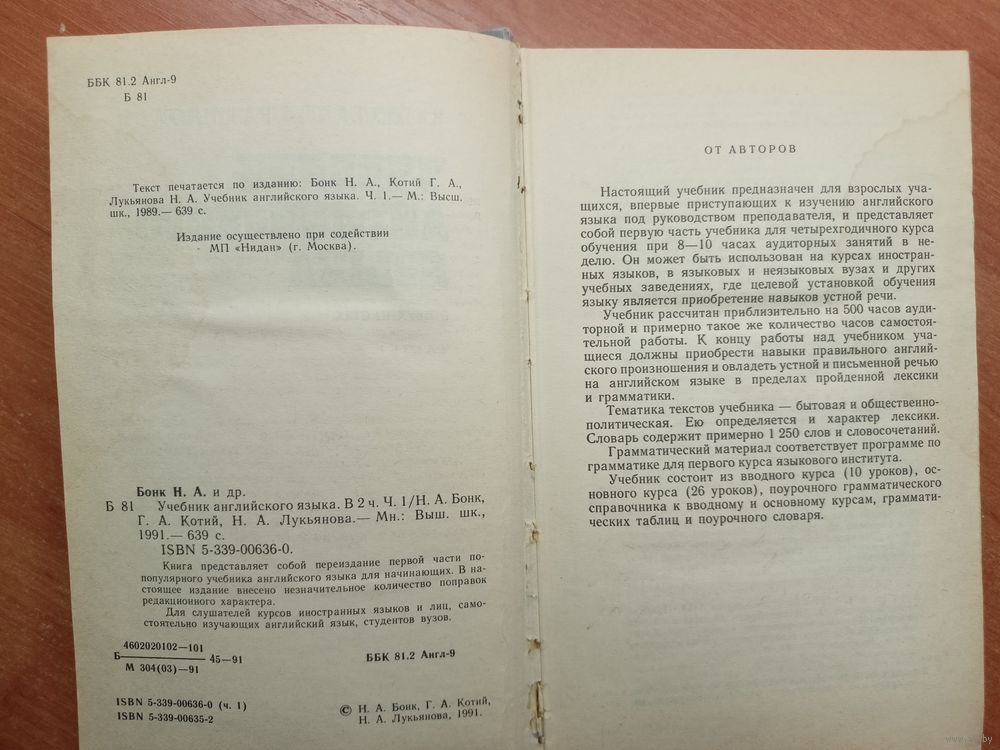 ББК 81.2 Англ-9
Б 81
Текст печатается по изданию: Бонк Н. А., Котий Г. А.,
Лукьянова Н. А. Учебник английского языка. Ч. 1.— М.: Высш.
шк., 1989.— 639 с.
Издание осуществлено при содействии
МП «Нидан» (г. Москва).
Бонк Н. А. и др.
Б 81 Учебник английского языка. В 2 ч. Ч. 1/Н. А. Бонк,
Г. А. Котий, Н. А. Лукьянова.— Мн.: Выш. шк.,
1991.— 639 с.
ISBN 5-339-00636-0.
Книга представляет собой переиздание первой части по-
популярного учебника английского языка для начинающих. В на-
стоящее издание внесено незначительное количество поправок
редакционного характера.
Для слушателей курсов иностранных языков и лиц, само-
стоятельно изучающих английский язык, студентов вузов.
4602020102—101
Б 45—91
М 304(03)—91
ББК 81.2 Англ-9
ISBN 5-339-00636-0 (ч. 1)
ISBN 5-339-00635-2
© Н. А. Бонк, Г. А. Котий,
Н. А. Лукьянова, 1991.
ОТ АВТОРОВ
Настоящий учебник предназначен для взрослых уча-
щихся, впервые приступающих к изучению английского
языка под руководством преподавателя, и представляет
собой первую часть учебника для четырехгодичного курса
обучения при 8—10 часах аудиторных занятий в не-
делю. Он может быть использован на курсах иностран-
ных языков, в языковых и неязыковых вузах и других
учебных заведениях, где целевой установкой обучения
языку является приобретение навыков устной речи.
Учебник рассчитан приблизительно на 500 часов ауди-
торной и примерно такое же количество часов самостоя-
тельной работы. К концу работы над учебником уча-
щиеся должны приобрести навыки правильного англий-
ского произношения и овладеть устной и письменной речью
на английском языке в пределах пройденной лексики
и грамматики.
Тематика текстов учебника — бытовая и общественно-
политическая. Ею определяется и характер лексики.
Словарь содержит примерно 1 250 слов и словосочетаний.
Грамматический материал соответствует программе по
грамматике для первого курса языкового института.
Учебник состоит из вводного курса (10 уроков), ос-
новного курса (26 уроков), поурочного грамматического
справочника к вводному и основному курсам, граммати-
ческих таблиц и поурочного словаря.